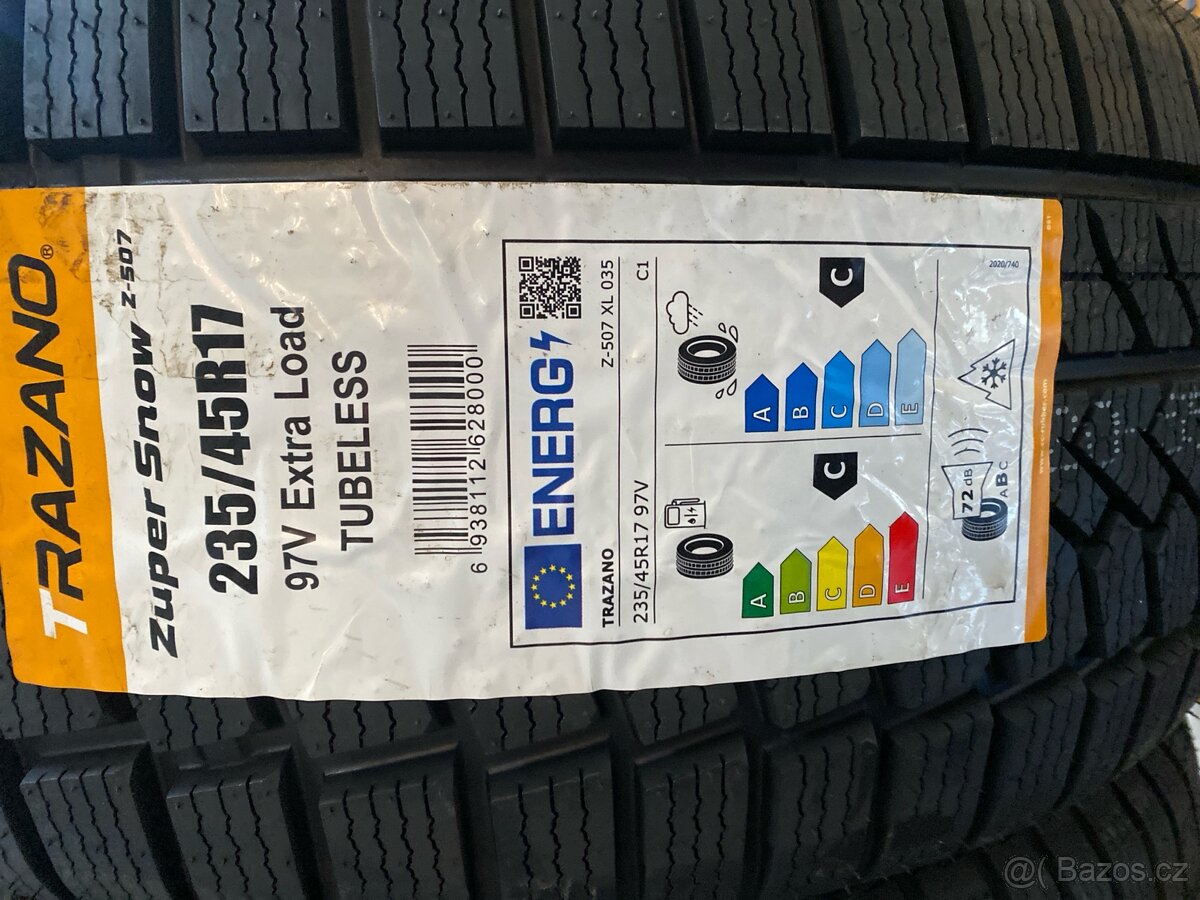 TRAZANO®
Zuper Snow Z-507
235/45R17
97V Extra Load
TUBELESS
6 938112 628000
ENERG
TRAZANO Z-507 XL 035
235/45R17 97V C1
A
B
C
D
E
C
A
B
C
D
E
C
72 dB
ABC
2020/740
@( Bazos.cz